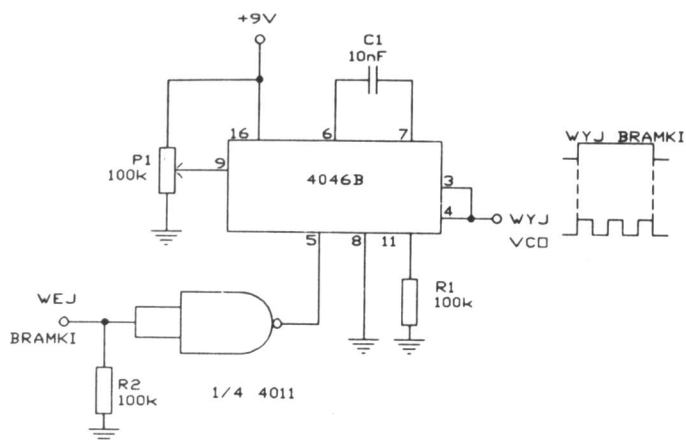 +9V
C1
10nF
16
6
7
P1
100k
9
4046B
3
4
WYJ
VCO
WYJ BRAMKI
5
8
11
WEJ
BRAMKI
R1
100k
R2
100k
1/4 4011